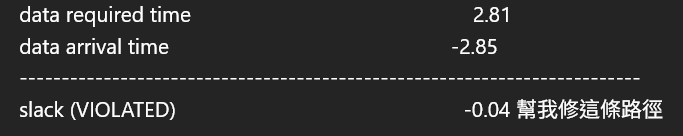 data required time 2.81
data arrival time -2.85
-----------------------------------------------------------------------
slack (VIOLATED) -0.04 幫我修這條路徑